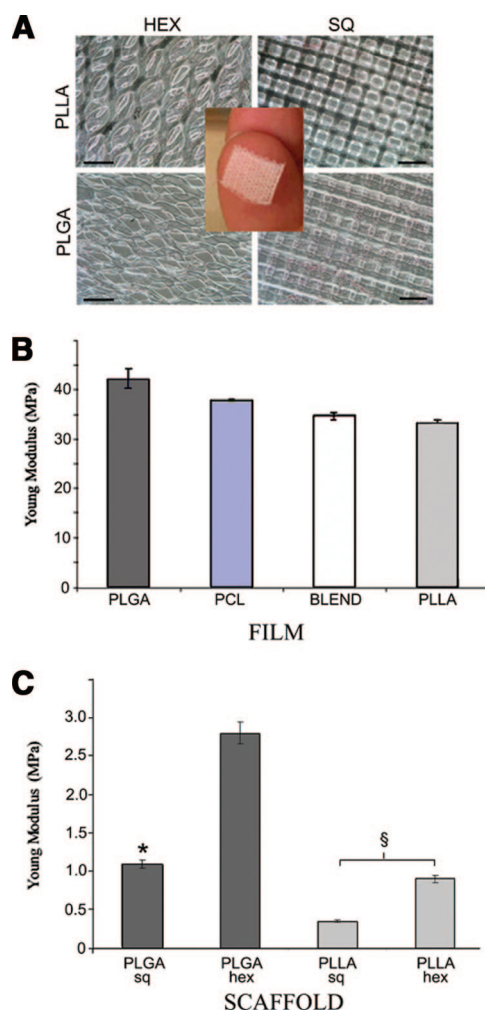 A
HEX
SQ
PLLA
PLGA
B
Young Modulus (MPa)
40
30
40
60
0
PLGA
PCL
BLEND
PLLA
FILM
C
Young Modulus (MPa)
3.0
2.5
2.0
1.5
1.0
0.5
0
*
§
PLGA
sq
PLGA
hex
PLLA
sq
PLLA
hex
SCAFFOLD